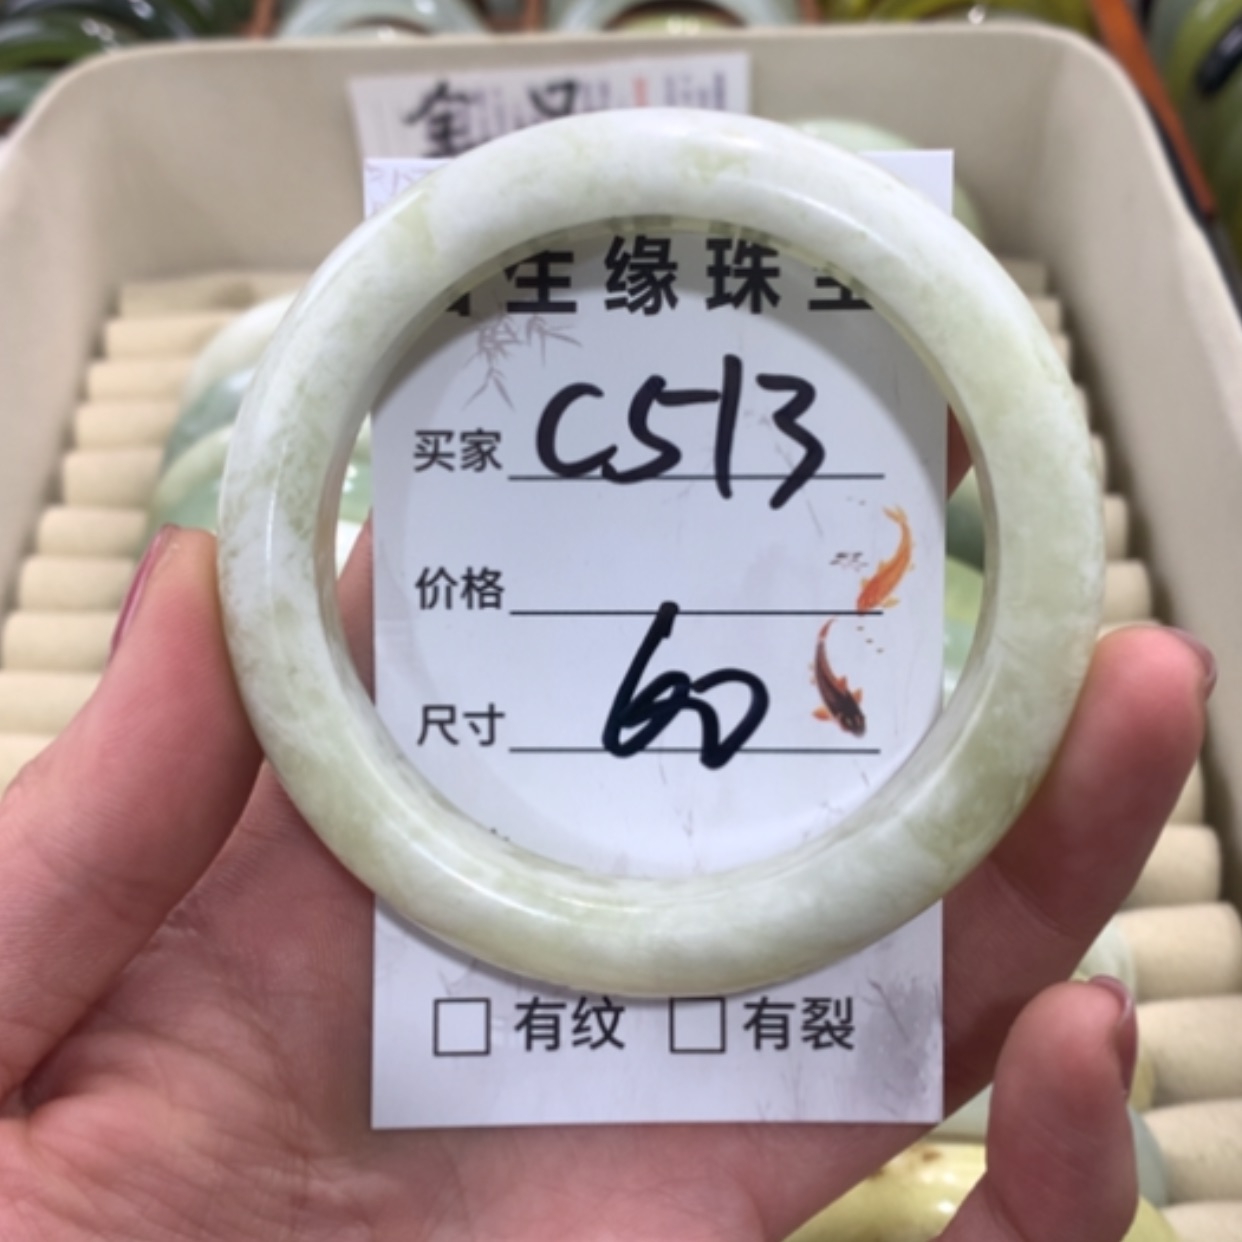 生缘珠宝
买家 C513
价格
尺寸 60
□ 有纹 □ 有裂